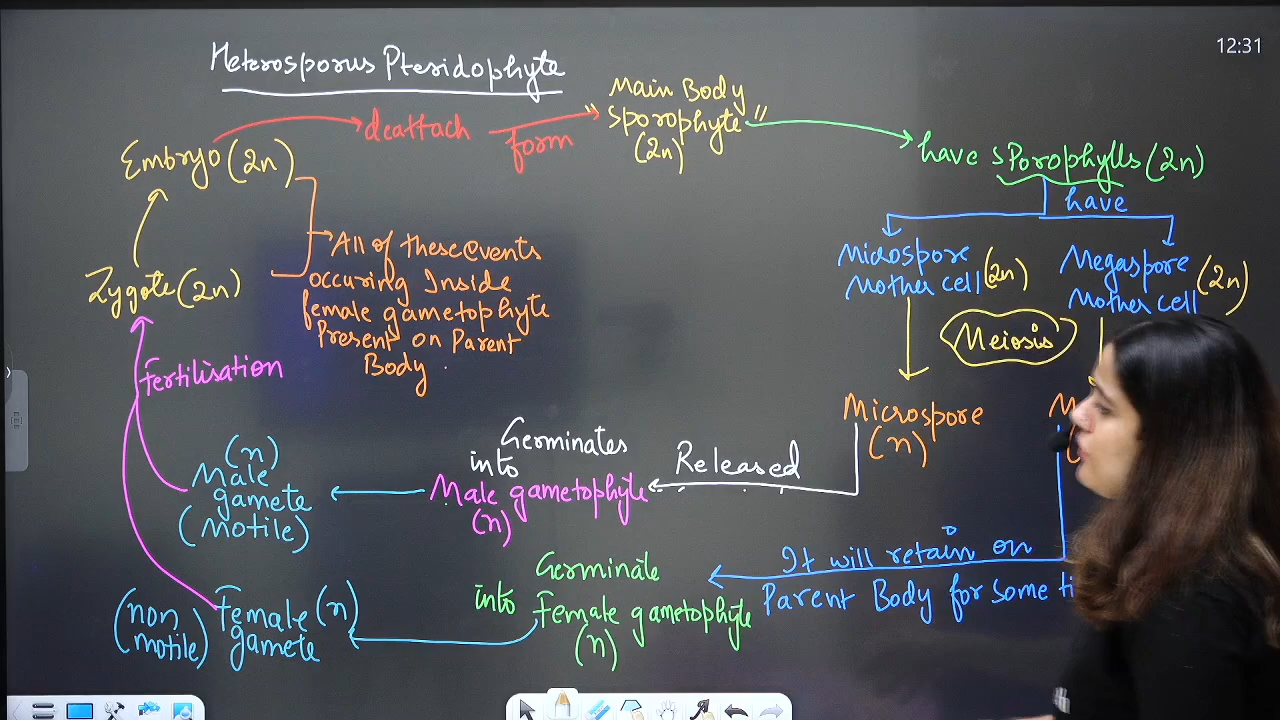 12:31
Heterosporus Pteridophyte
Embryo (2n)
deattach
form
Main Body
"Sporophyte"
(2n)
have sporophylls (2n)
have
Microspore
Mother cell (2n)
Megaspore
Mother cell (2n)
Meiosis
Zygote (2n)
All of these events
occuring Inside
female gametophyte
Present on Parent
Body
fertilisation
Microspore
(n)
Released
Germinates
into
Male gametophyte
(n)
(n)
Male
gamete
(Motile)
It will retain on
Parent Body for some
Germinate
into Female gametophyte
(n)
Female (n)
gamete
(non
motile)